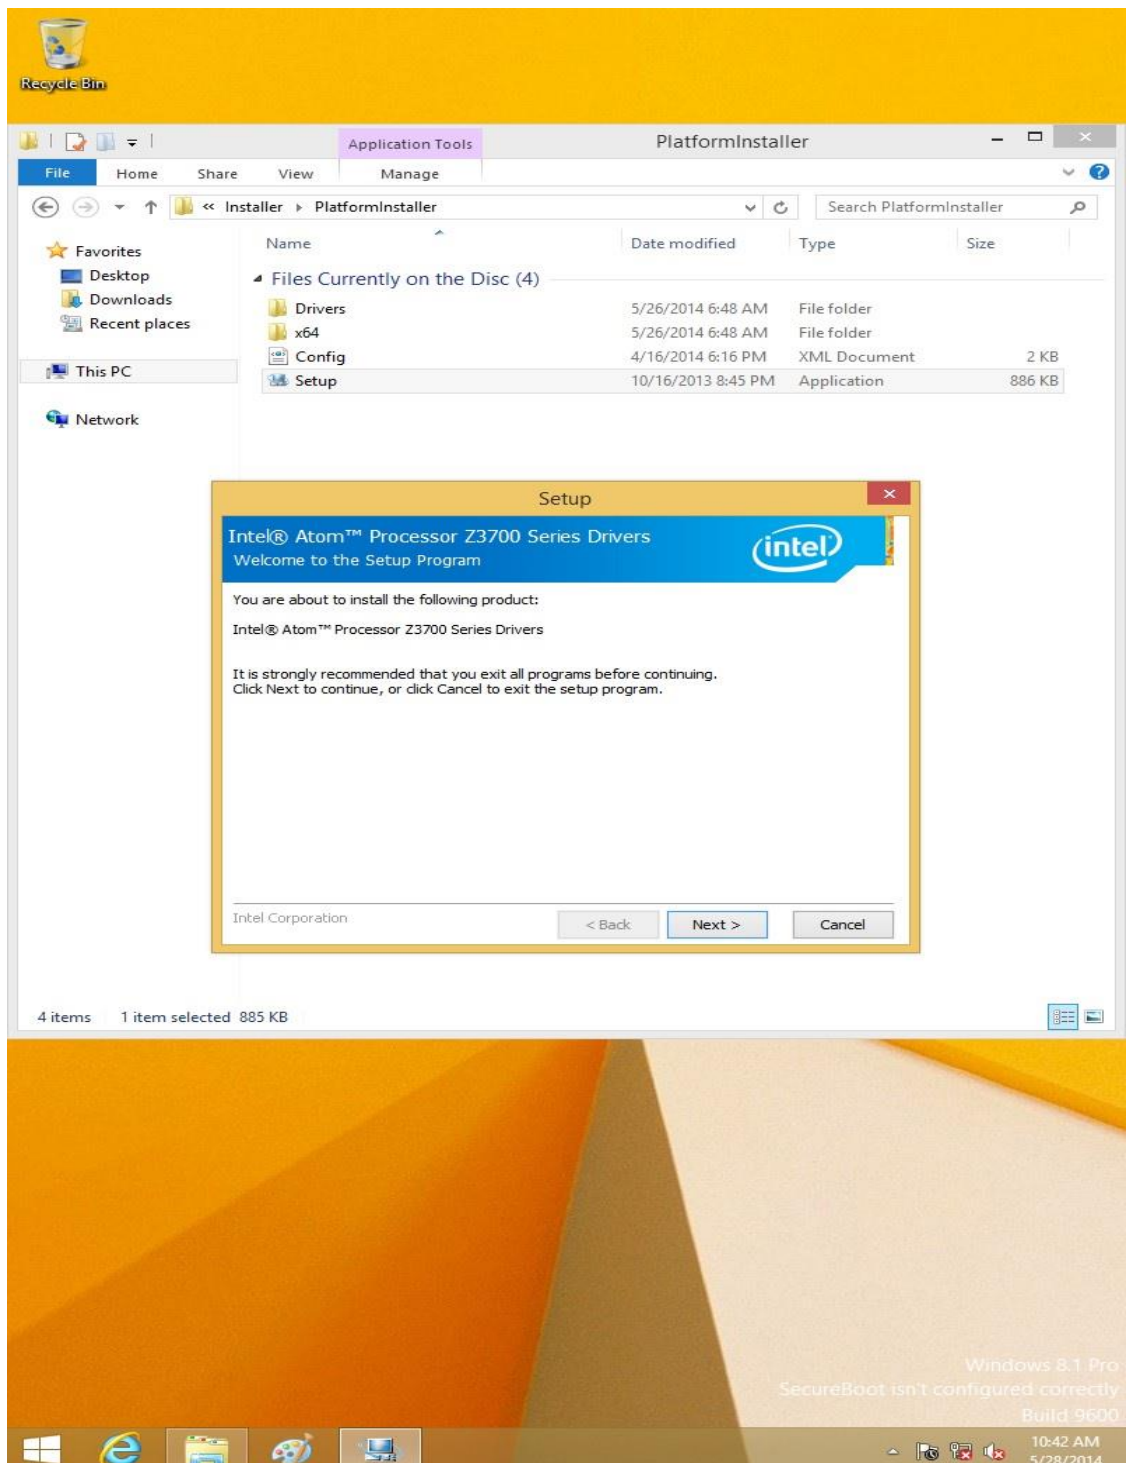 Recycle Bin
Application Tools
PlatformInstaller
File
Home
Share
View
Manage
« Installer ▸ PlatformInstaller
Search PlatformInstaller
Favorites
Desktop
Downloads
Recent places
This PC
Network
Name
Date modified
Type
Size
Files Currently on the Disc (4)
Drivers 5/26/2014 6:48 AM File folder
x64 5/26/2014 6:48 AM File folder
Config 4/16/2014 6:16 PM XML Document 2 KB
Setup 10/16/2013 8:45 PM Application 886 KB
Setup
Intel® Atom™ Processor Z3700 Series Drivers
Welcome to the Setup Program
(intel)
You are about to install the following product:
Intel® Atom™ Processor Z3700 Series Drivers
It is strongly recommended that you exit all programs before continuing.
Click Next to continue, or click Cancel to exit the setup program.
Intel Corporation
< Back
Next >
Cancel
4 items 1 item selected 885 KB
Windows 8.1 Pro
SecureBoot isn't configured correctly
Build 9600
10:42 AM
5/28/2014